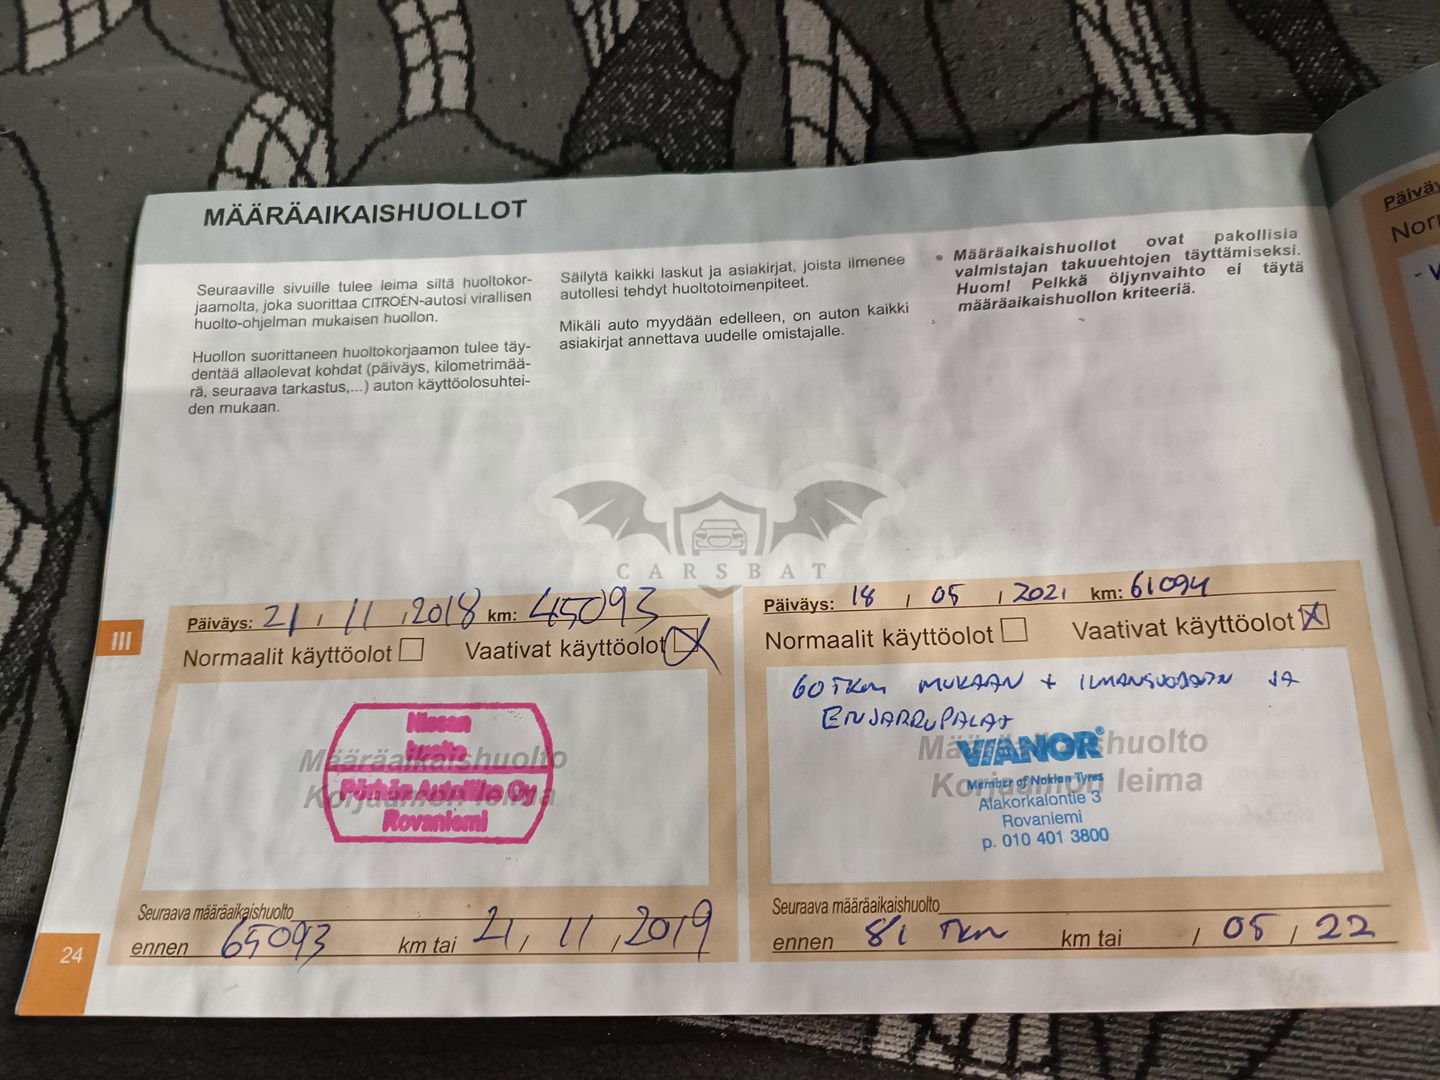 MÄÄRÄAIKAISHUOLLOT
Seuraaville sivuille tulee leima siltä huoltokor-
jaamolta, joka suorittaa CITROËN-autosi virallisen
huolto-ohjelman mukaisen huollon.
Huollon suorittaneen huoltokorjaamon tulee täy-
dentää allaolevat kohdat (päiväys, kilometrimää-
rä, seuraava tarkastus,...) auton käyttöolosuhtei-
den mukaan.
Säilytä kaikki laskut ja asiakirjat, joista ilmenee
autollesi tehdyt huoltotoimenpiteet.
Mikäli auto myydään edelleen, on auton kaikki
asiakirjat annettava uudelle omistajalle.
• Määräaikaishuollot ovat pakollisia
valmistajan takuuehtojen täyttämiseksi.
Huom! Pelkkä öljynvaihto ei täytä
määräaikaishuollon kriteeriä.
CARSBAT
III
Päiväys: 21 / 11 / 2018 km: 45093
Normaalit käyttöolot Vaativat käyttöolot X
Määräaikaishuolto
Korjaamon leima
Nissan
huolto
Autoliike Oy
Rovaniemi
Seuraava määräaikaishuolto
ennen 65093 km tai 21 / 11 / 2019
Päiväys: 18 / 05 / 2021 km: 61094
Normaalit käyttöolot Vaativat käyttöolot X
60 TKM MUKAAN + ILMANSUODATIN JA
ETUJARRUPALAT
Määräaikaishuolto
Korjaamon leima
VIANOR®
Member of Nokian Tyres
Alakorkalontie 3
Rovaniemi
p. 010 401 3800
Seuraava määräaikaishuolto
ennen 81 TKM km tai / 05 / 22
24
Päiväy
Nor